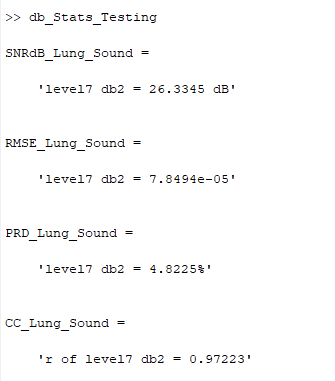 >> db_Stats_Testing
SNRdB_Lung_Sound =
'level7 db2 = 26.3345 dB'
RMSE_Lung_Sound =
'level7 db2 = 7.8494e-05'
PRD_Lung_Sound =
'level7 db2 = 4.8225%'
CC_Lung_Sound =
'r of level7 db2 = 0.97223'